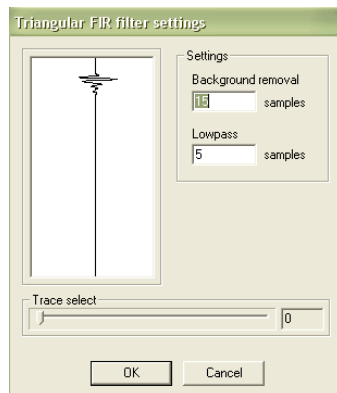 Triangular FIR filter settings
Settings
Background removal
15 samples
Lowpass
5 samples
Trace select
0
OK Cancel